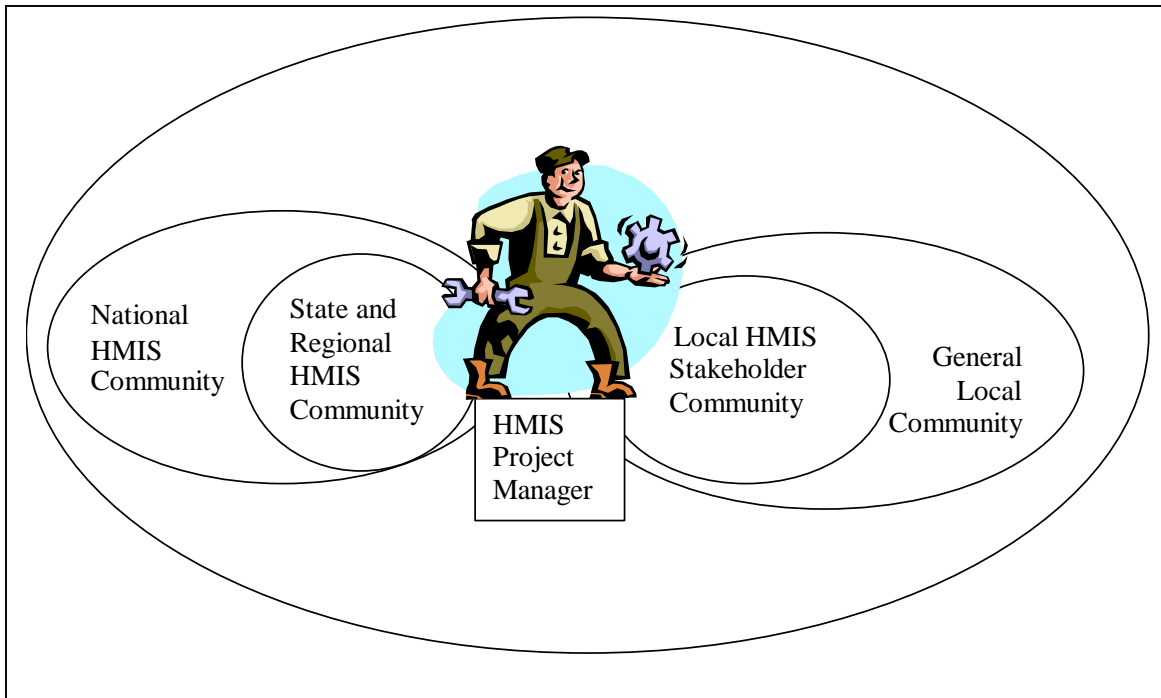 National
HMIS
Community
State and
Regional
HMIS
Community
HMIS
Project
Manager
Local HMIS
Stakeholder
Community
General
Local
Community